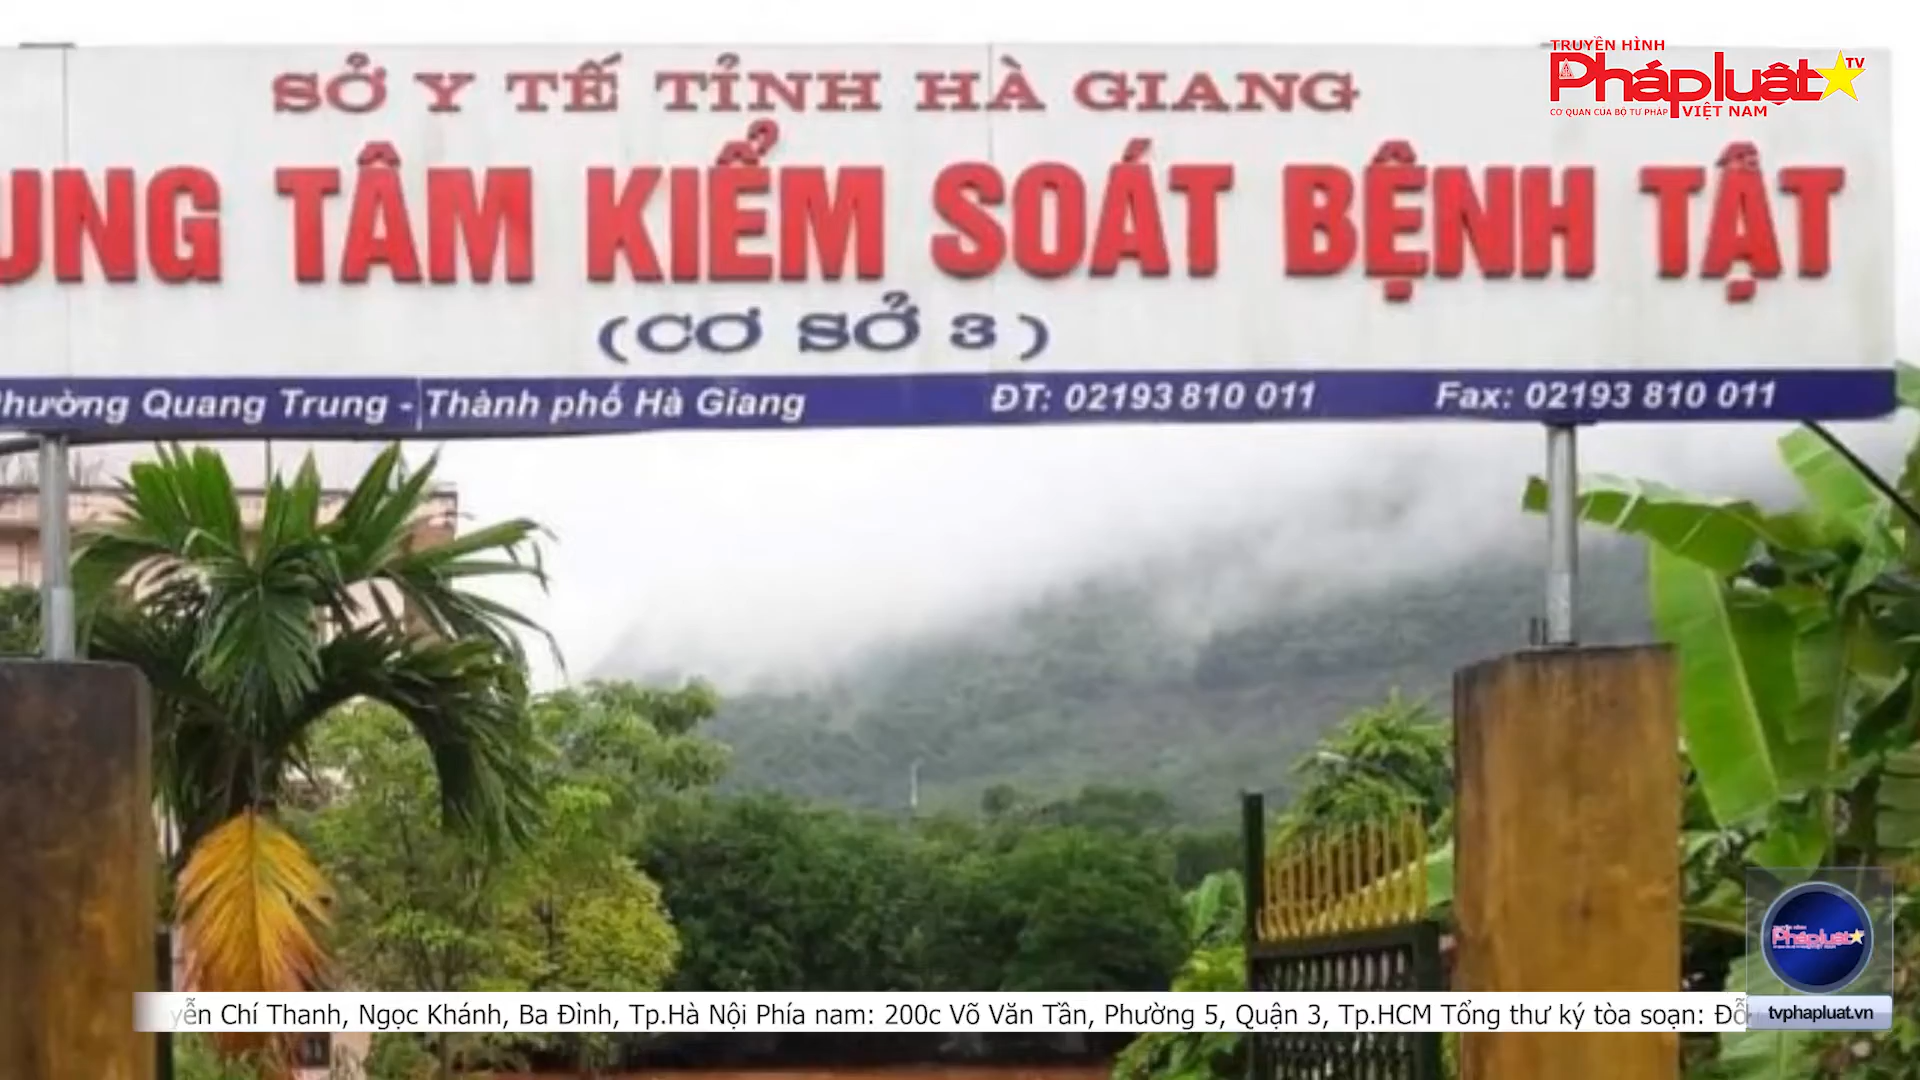 TRUYỀN HÌNH
Phápluật TV
CƠ QUAN CỦA BỘ TƯ PHÁP VIỆT NAM
SỞ Y TẾ TỈNH HÀ GIANG
UNG TÂM KIỂM SOÁT BỆNH TẬT
(CƠ SỞ 3)
Phường Quang Trung - Thành phố Hà Giang ĐT: 02193 810 011 Fax: 02193 810 011
Phápluật
yễn Chí Thanh, Ngọc Khánh, Ba Đình, Tp.Hà Nội Phía nam: 200c Võ Văn Tần, Phường 5, Quận 3, Tp.HCM Tổng thư ký tòa soạn: Đỗ
tvphapluat.vn